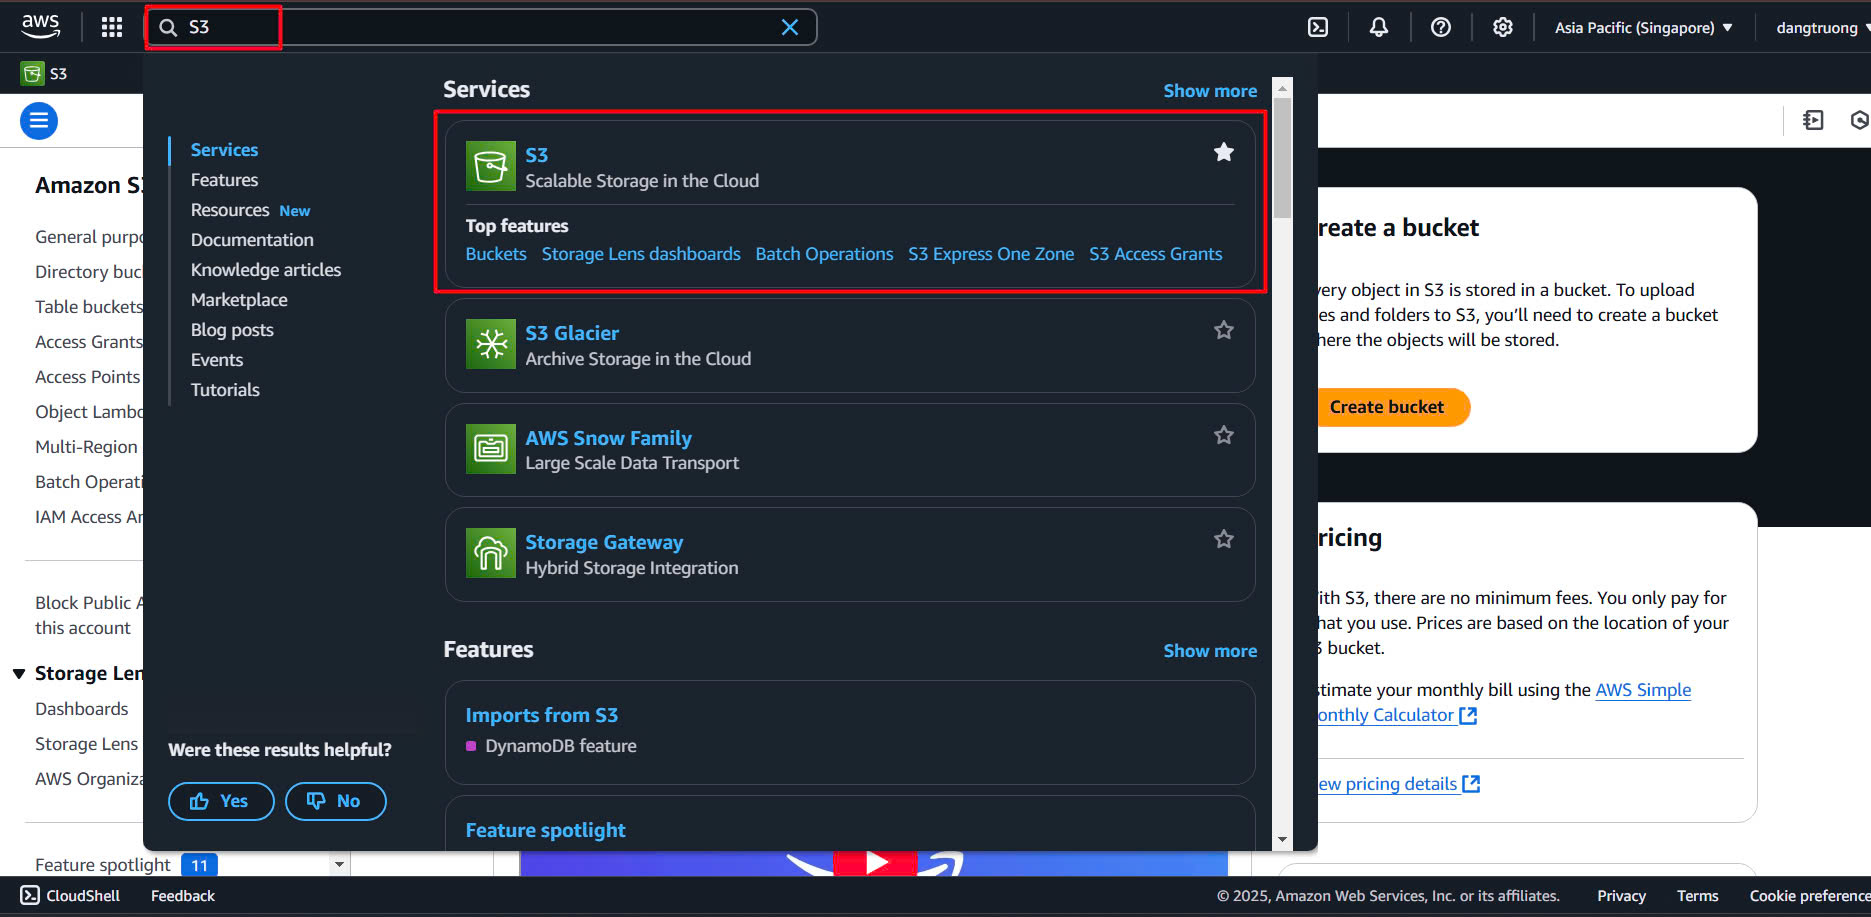 aws
S3
Asia Pacific (Singapore)
dangtruong
S3
Amazon S3
General purpo
Directory buc
Table buckets
Access Grants
Access Points
Object Lambd
Multi-Region
Batch Operati
IAM Access An
Block Public A
this account
Storage Len
Dashboards
Storage Lens
AWS Organiza
Feature spotlight 11
Services
Features
Resources New
Documentation
Knowledge articles
Marketplace
Blog posts
Events
Tutorials
Were these results helpful?
Yes
No
Services
Show more
S3
Scalable Storage in the Cloud
Top features
Buckets Storage Lens dashboards Batch Operations S3 Express One Zone S3 Access Grants
S3 Glacier
Archive Storage in the Cloud
AWS Snow Family
Large Scale Data Transport
Storage Gateway
Hybrid Storage Integration
Features
Show more
Imports from S3
DynamoDB feature
Feature spotlight
reate a bucket
very object in S3 is stored in a bucket. To upload
es and folders to S3, you’ll need to create a bucket
here the objects will be stored.
Create bucket
ricing
ith S3, there are no minimum fees. You only pay for
hat you use. Prices are based on the location of your
3 bucket.
stimate your monthly bill using the AWS Simple
onthly Calculator
ew pricing details
CloudShell
Feedback
© 2025, Amazon Web Services, Inc. or its affiliates.
Privacy
Terms
Cookie preference